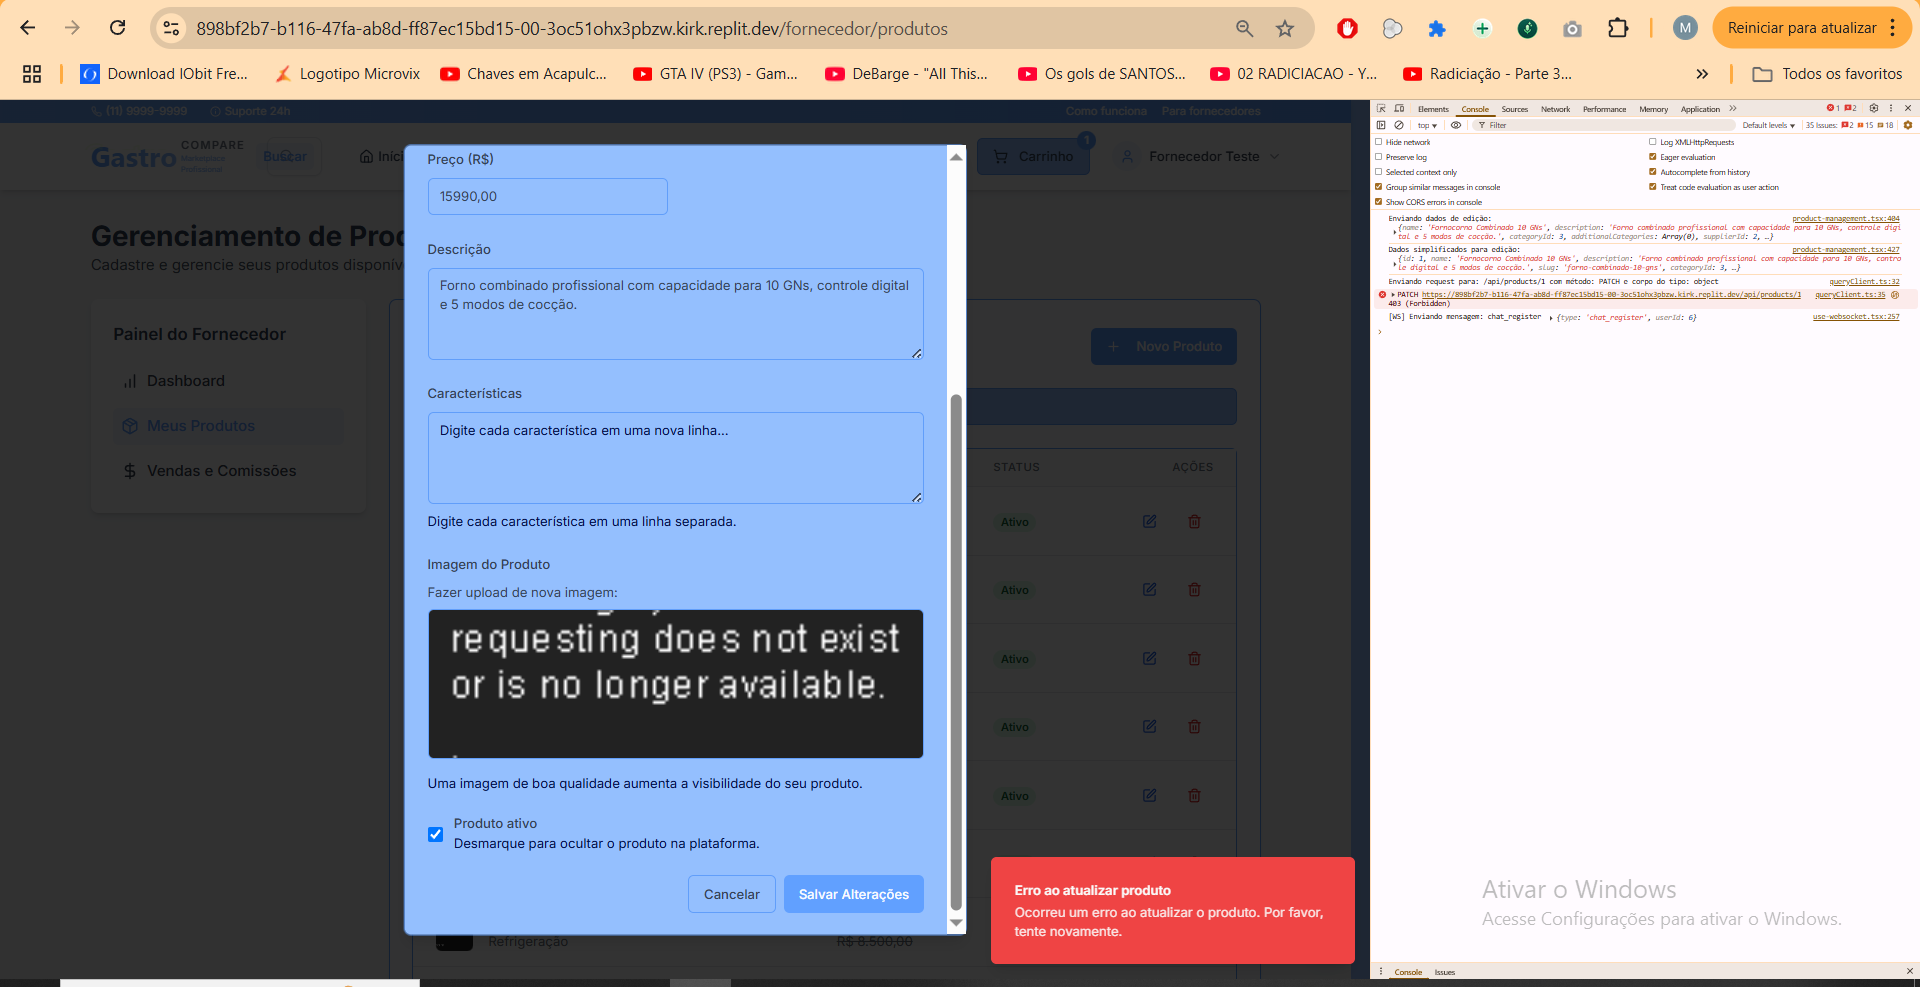 898bf2b7-b116-47fa-ab8d-ff87ec15bd15-00-3oc51ohx3pbzw.kirk.replit.dev/fornecedor/produtos
M
Reiniciar para atualizar
Download IObit Fre...
Logotipo Microvix
Chaves em Acapulc...
GTA IV (PS3) - Gam...
DeBarge - "All This...
Os gols de SANTOS...
02 RADICIACAO - Y...
Radiciação - Parte 3...
Todos os favoritos
(11) 9999-9999
Suporte 24h
Como funciona
Para fornecedores
Gastro
COMPARE
Marketplace
Profissional
Buscar
Iníci
Carrinho
1
Fornecedor Teste
Gerenciamento de Proc
Cadastre e gerencie seus produtos disponív
Painel do Fornecedor
Dashboard
Meus Produtos
Vendas e Comissões
+ Novo Produto
STATUS
AÇÕES
Ativo
Ativo
Ativo
Ativo
Ativo
Refrigeração
R$ 8.500,00
Preço (R$)
15990,00
Descrição
Forno combinado profissional com capacidade para 10 GNs, controle digital
e 5 modos de cocção.
Características
Digite cada característica em uma nova linha...
Digite cada característica em uma linha separada.
Imagem do Produto
Fazer upload de nova imagem:
requesting does not exist
or is no longer available.
Uma imagem de boa qualidade aumenta a visibilidade do seu produto.
Produto ativo
Desmarque para ocultar o produto na plataforma.
Cancelar
Salvar Alterações
Erro ao atualizar produto
Ocorreu um erro ao atualizar o produto. Por favor,
tente novamente.
Elements
Console
Sources
Network
Performance
Memory
Application
1
2
top
Filter
Default levels
35 Issues:
2
15
18
Hide network
Log XMLHttpRequests
Preserve log
Eager evaluation
Selected context only
Autocomplete from history
Group similar messages in console
Treat code evaluation as user action
Show CORS errors in console
Enviando dados de edição:
product-management.tsx:404
{name: 'Fornocorno Combinado 10 GNs', description: 'Forno combinado profissional com capacidade para 10 GNs, controle digi
tal e 5 modos de cocção.', categoryId: 3, additionalCategories: Array(0), supplierId: 2, …}
Dados simplificados para edição:
product-management.tsx:427
{id: 1, name: 'Fornocorno Combinado 10 GNs', description: 'Forno combinado profissional com capacidade para 10 GNs, contro
le digital e 5 modos de cocção.', slug: 'forno-combinado-10-gns', categoryId: 3, …}
Enviando request para: /api/products/1 com método: PATCH e corpo do tipo: object
queryClient.ts:32
PATCH https://898bf2b7-b116-47fa-ab8d-ff87ec15bd15-00-3oc51ohx3pbzw.kirk.replit.dev/api/products/1
queryClient.ts:35
403 (Forbidden)
[WS] Enviando mensagem: chat_register
{type: 'chat_register', userId: 6}
use-websocket.tsx:257
Ativar o Windows
Acesse Configurações para ativar o Windows.
Console
Issues